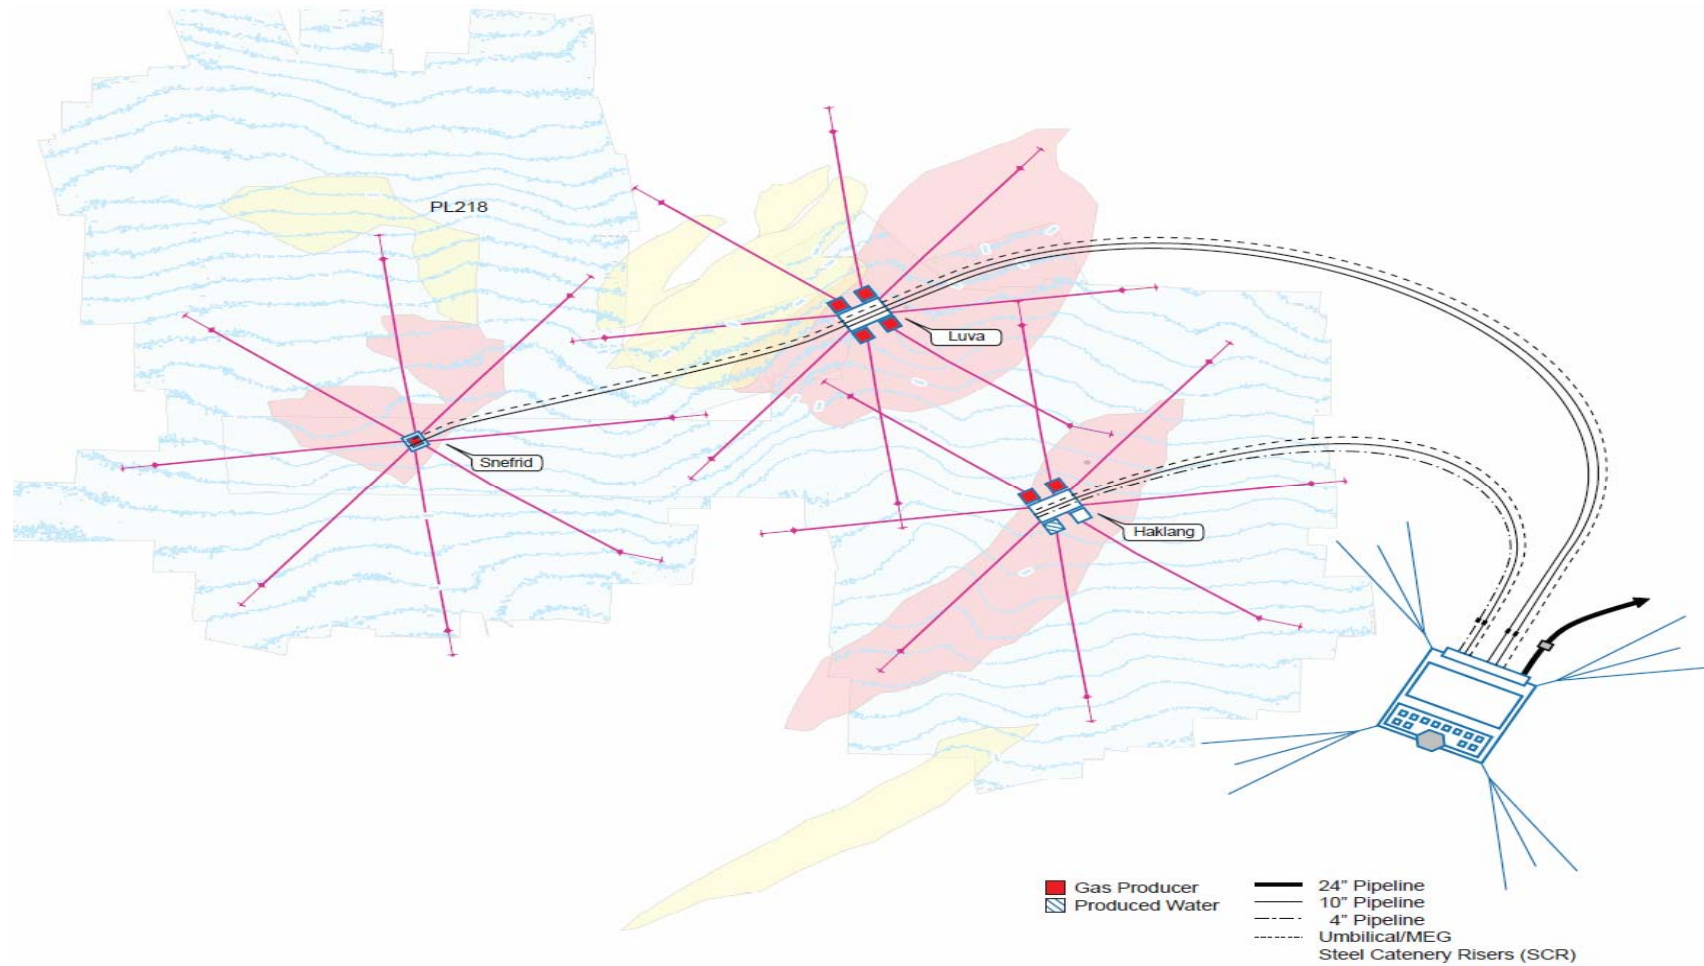 PL218
Luva
Snefrid
Haklang
Gas Producer
Produced Water
24” Pipeline
10” Pipeline
4” Pipeline
Umbilical/MEG
Steel Catenery Risers (SCR)